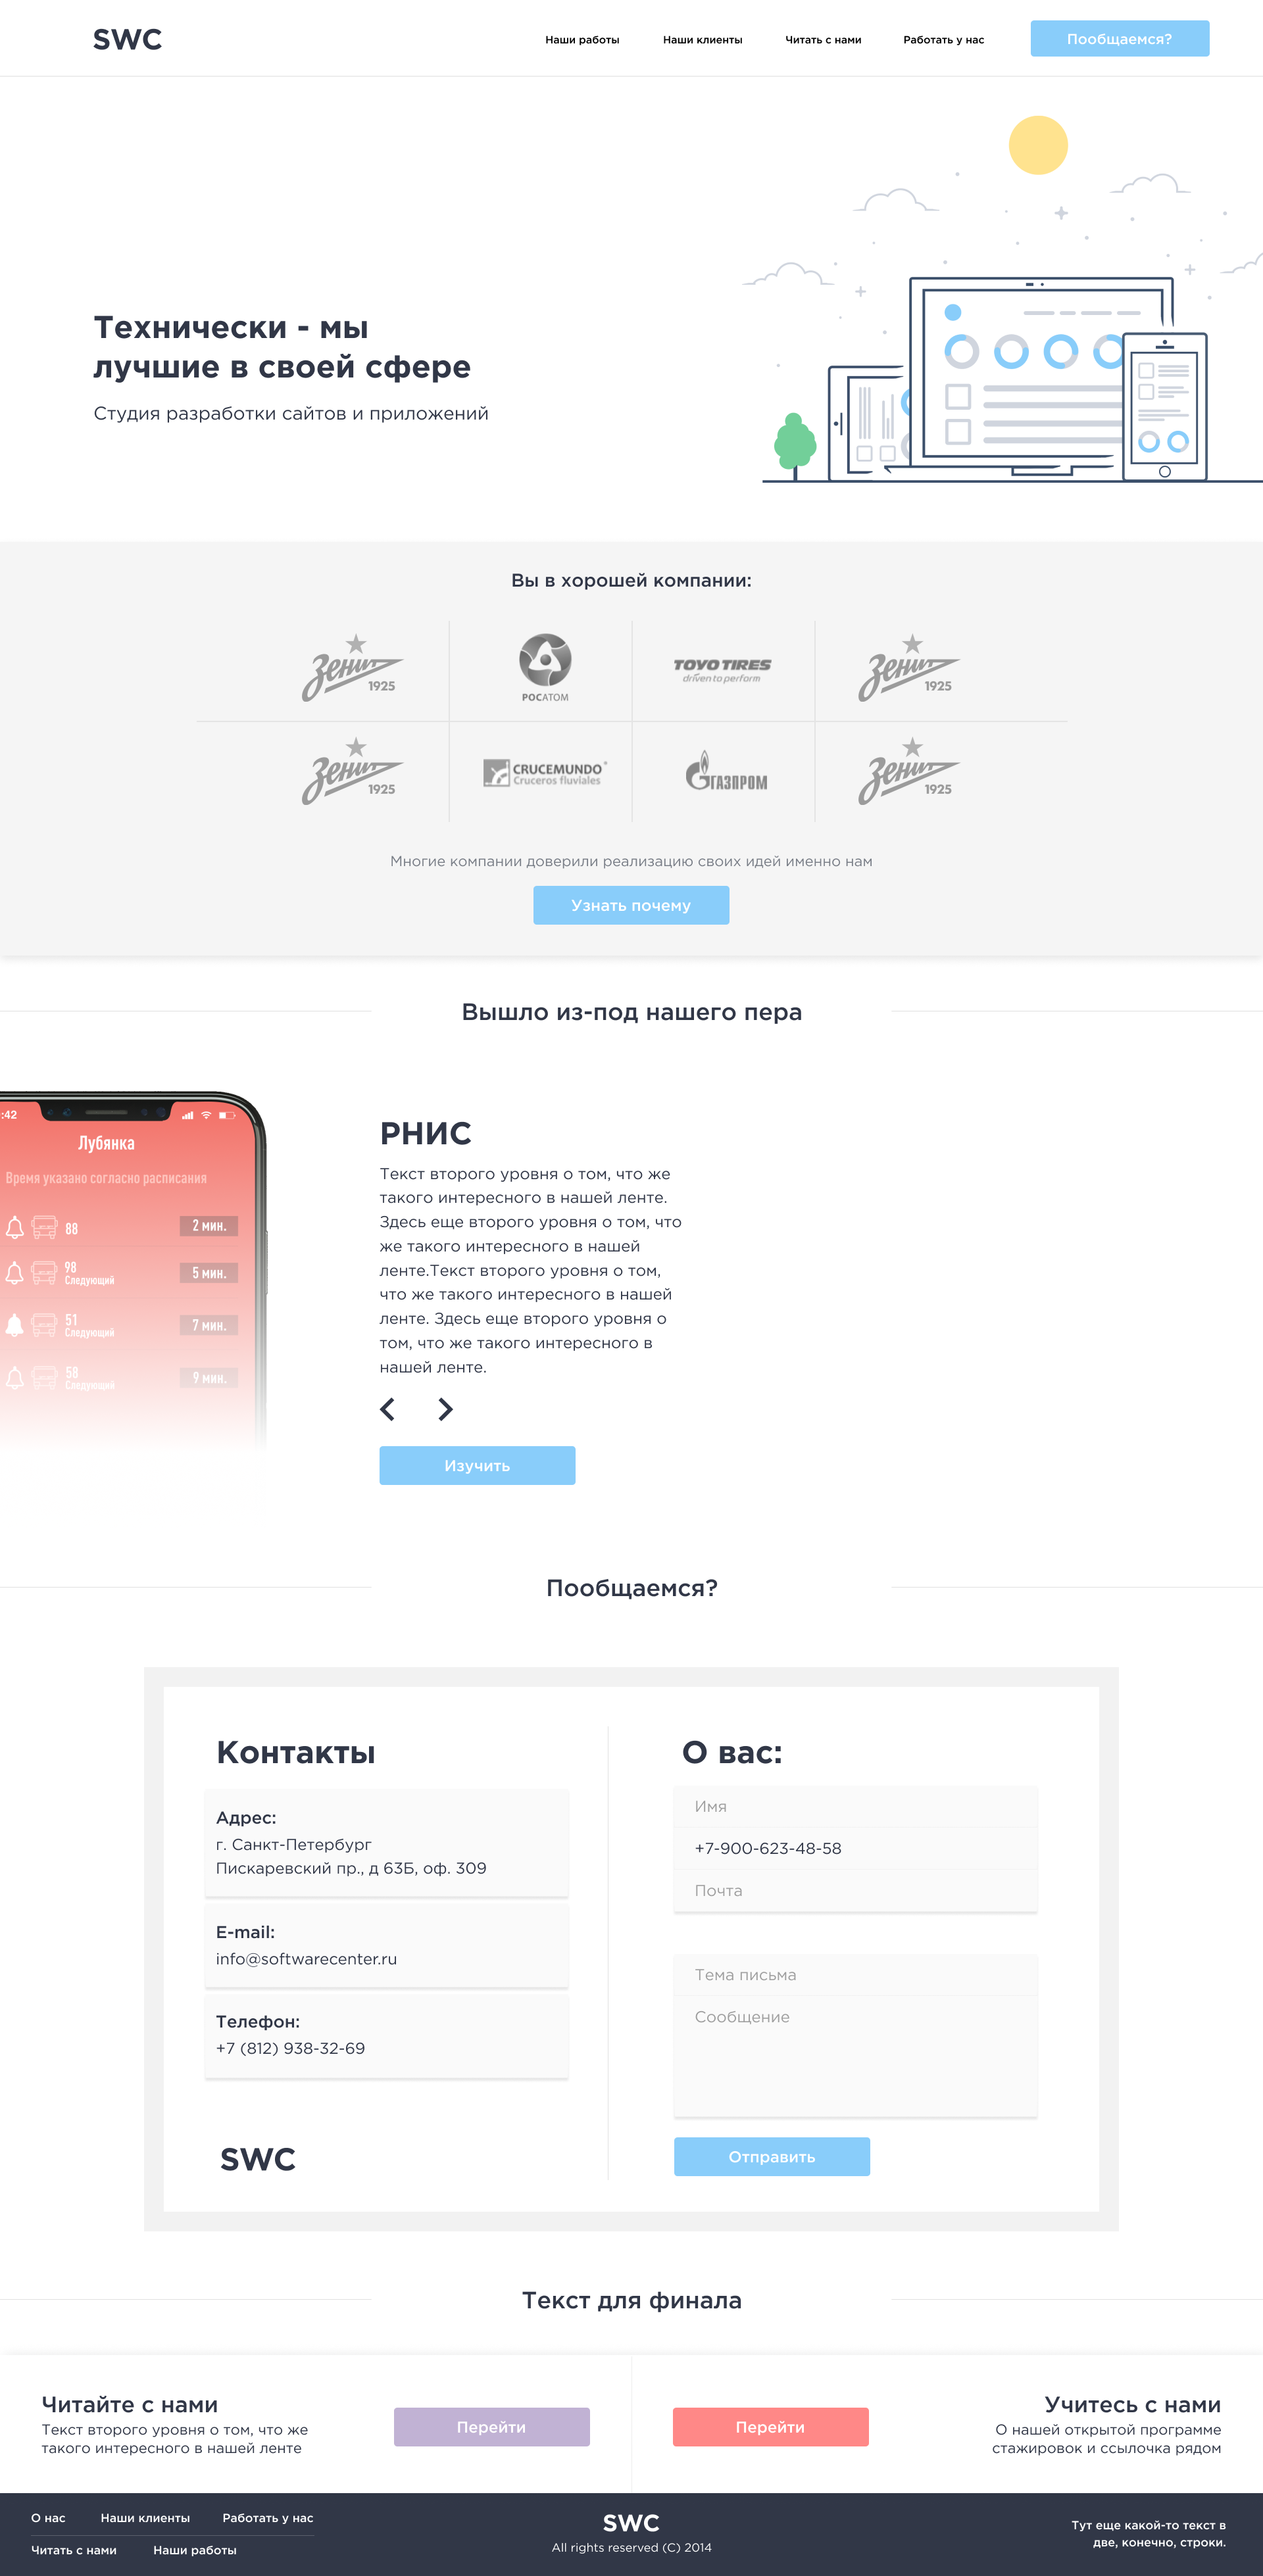 SWC
Наши работы
Наши клиенты
Читать с нами
Работать у нас
Пообщаемся?
Технически - мы
лучшие в своей сфере
Студия разработки сайтов и приложений
Вы в хорошей компании:
Зенит
1925
РОСАТОМ
TOYO TIRES
driven to perform
Зенит
1925
Зенит
1925
CRUCEMUNDO®
Cruceros fluviales
ГАЗПРОМ
Зенит
1925
Многие компании доверили реализацию своих идей именно нам
Узнать почему
Вышло из-под нашего пера
:42
Лубянка
Время указано согласно расписания
88
2 мин.
98
Следующий
5 мин.
51
Следующий
7 мин.
58
Следующий
9 мин.
РНИС
Текст второго уровня о том, что же
такого интересного в нашей ленте.
Здесь еще второго уровня о том, что
же такого интересного в нашей
ленте.Текст второго уровня о том,
что же такого интересного в нашей
ленте. Здесь еще второго уровня о
том, что же такого интересного в
нашей ленте.
Изучить
Пообщаемся?
Контакты
Адрес:
г. Санкт-Петербург
Пискаревский пр., д 63Б, оф. 309
E-mail:
info@softwarecenter.ru
Телефон:
+7 (812) 938-32-69
SWC
О вас:
Имя
+7-900-623-48-58
Почта
Тема письма
Сообщение
Отправить
Текст для финала
Читайте с нами
Текст второго уровня о том, что же
такого интересного в нашей ленте
Перейти
Перейти
Учитесь с нами
О нашей открытой программе
стажировок и ссылочка рядом
О нас
Наши клиенты
Работать у нас
Читать с нами
Наши работы
SWC
All rights reserved (C) 2014
Тут еще какой-то текст в
две, конечно, строки.